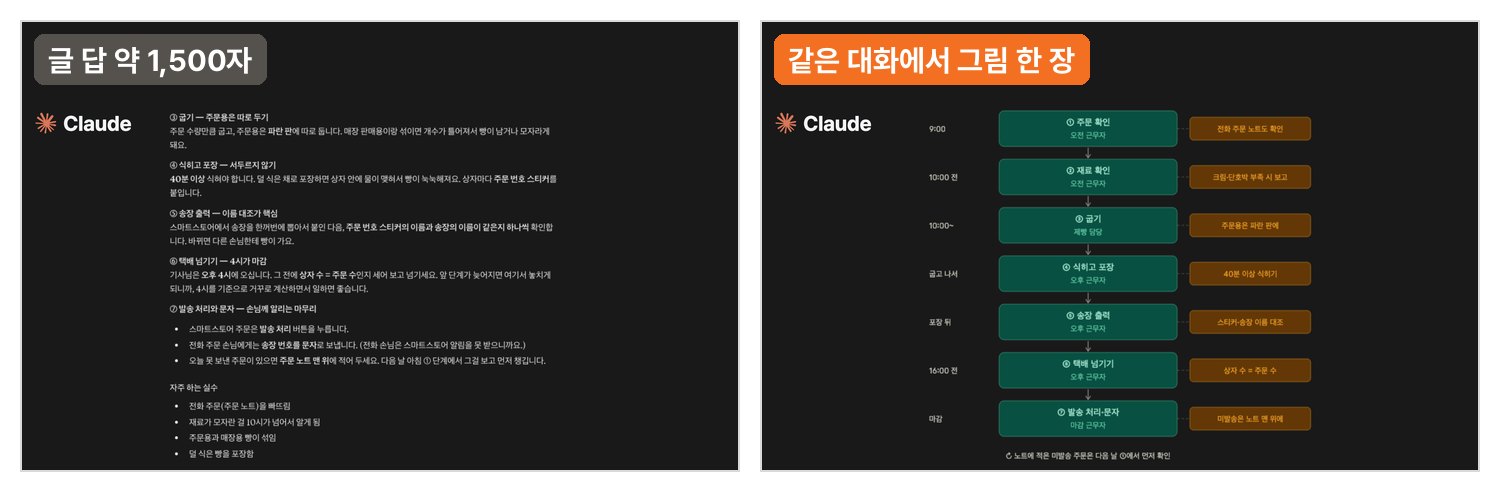 글 답 약 1,500자
Claude
③ 굽기 — 주문용은 따로 두기
주문 수량만큼 굽고, 주문용은 파란 판에 따로 둡니다. 매장 판매용이랑 섞이면 개수가 틀어져서 빵이 남거나 모자라게
돼요.
④ 식히고 포장 — 서두르지 않기
40분 이상 식혀야 합니다. 덜 식은 채로 포장하면 상자 안에 물이 맺혀서 빵이 눅눅해져요. 상자마다 주문 번호 스티커를
붙입니다.
⑤ 송장 출력 — 이름 대조가 핵심
스마트스토어에서 송장을 한꺼번에 뽑아서 붙인 다음, 주문 번호 스티커의 이름과 송장의 이름이 같은지 하나씩 확인합
니다. 바뀌면 다른 손님한테 빵이 가요.
⑥ 택배 넘기기 — 4시가 마감
기사님은 오후 4시에 오십니다. 그 전에 상자 수 = 주문 수인지 세어 보고 넘기세요. 앞 단계가 늦어지면 여기서 놓치게
되니까, 4시를 기준으로 거꾸로 계산하면서 일하면 좋습니다.
⑦ 발송 처리와 문자 — 손님께 알리는 마무리
• 스마트스토어 주문은 발송 처리 버튼을 누릅니다.
• 전화 주문 손님에게는 송장 번호를 문자로 보냅니다. (전화 손님은 스마트스토어 알림을 못 받으니까요.)
• 오늘 못 보낸 주문이 있으면 주문 노트 맨 위에 적어 두세요. 다음 날 아침 ① 단계에서 그걸 보고 먼저 챙깁니다.
자주 하는 실수
• 전화 주문(주문 노트)을 빠뜨림
• 재료가 모자란 걸 10시가 넘어서 알게 됨
• 주문용과 매장용 빵이 섞임
• 덜 식은 빵을 포장함
같은 대화에서 그림 한 장
Claude
9:00
① 주문 확인
오전 근무자
전화 주문 노트도 확인
10:00 전
② 재료 확인
오전 근무자
크림·단호박 부족 시 보고
10:00~
③ 굽기
제빵 담당
주문용은 파란 판에
굽고 나서
④ 식히고 포장
오후 근무자
40분 이상 식히기
포장 뒤
⑤ 송장 출력
오후 근무자
스티커·송장 이름 대조
16:00 전
⑥ 택배 넘기기
오후 근무자
상자 수 = 주문 수
마감
⑦ 발송 처리·문자
마감 근무자
미발송은 노트 맨 위에
↻ 노트에 적은 미발송 주문은 다음 날 ①에서 먼저 확인